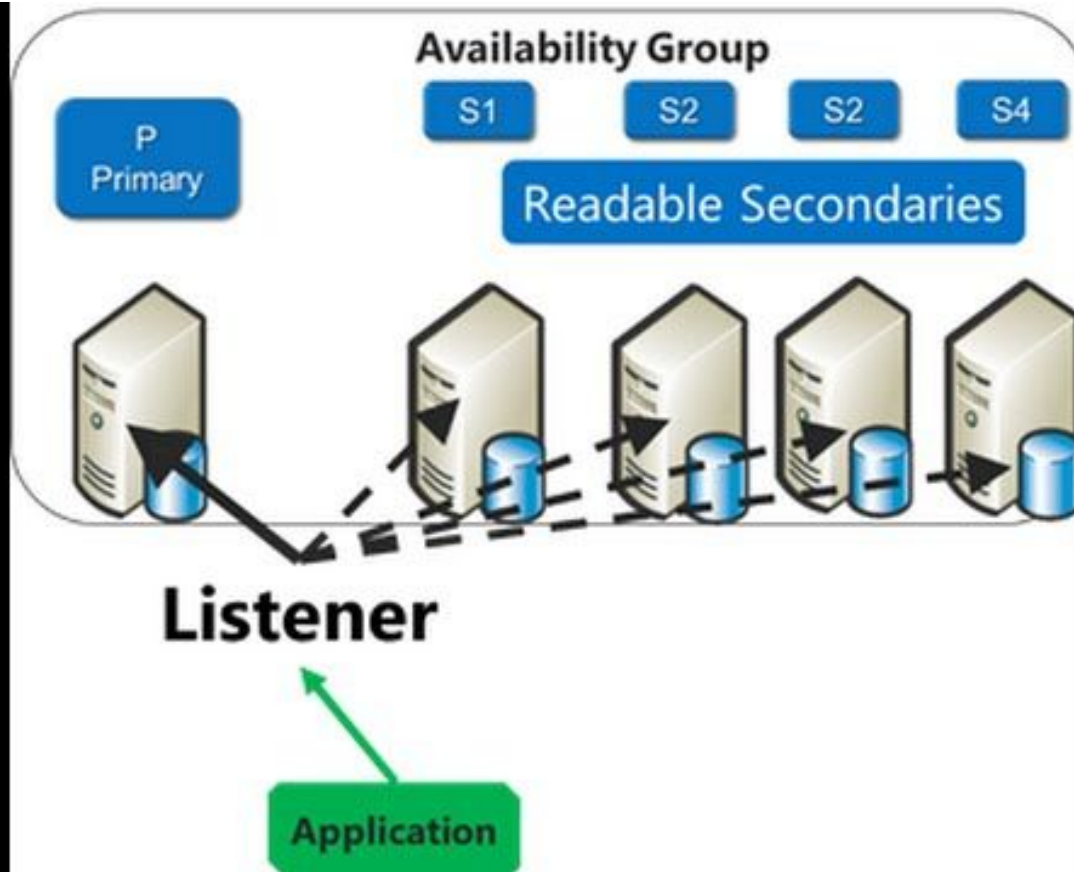 Availability Group
P
Primary
S1
S2
S2
S4
Readable Secondaries
Listener
Application